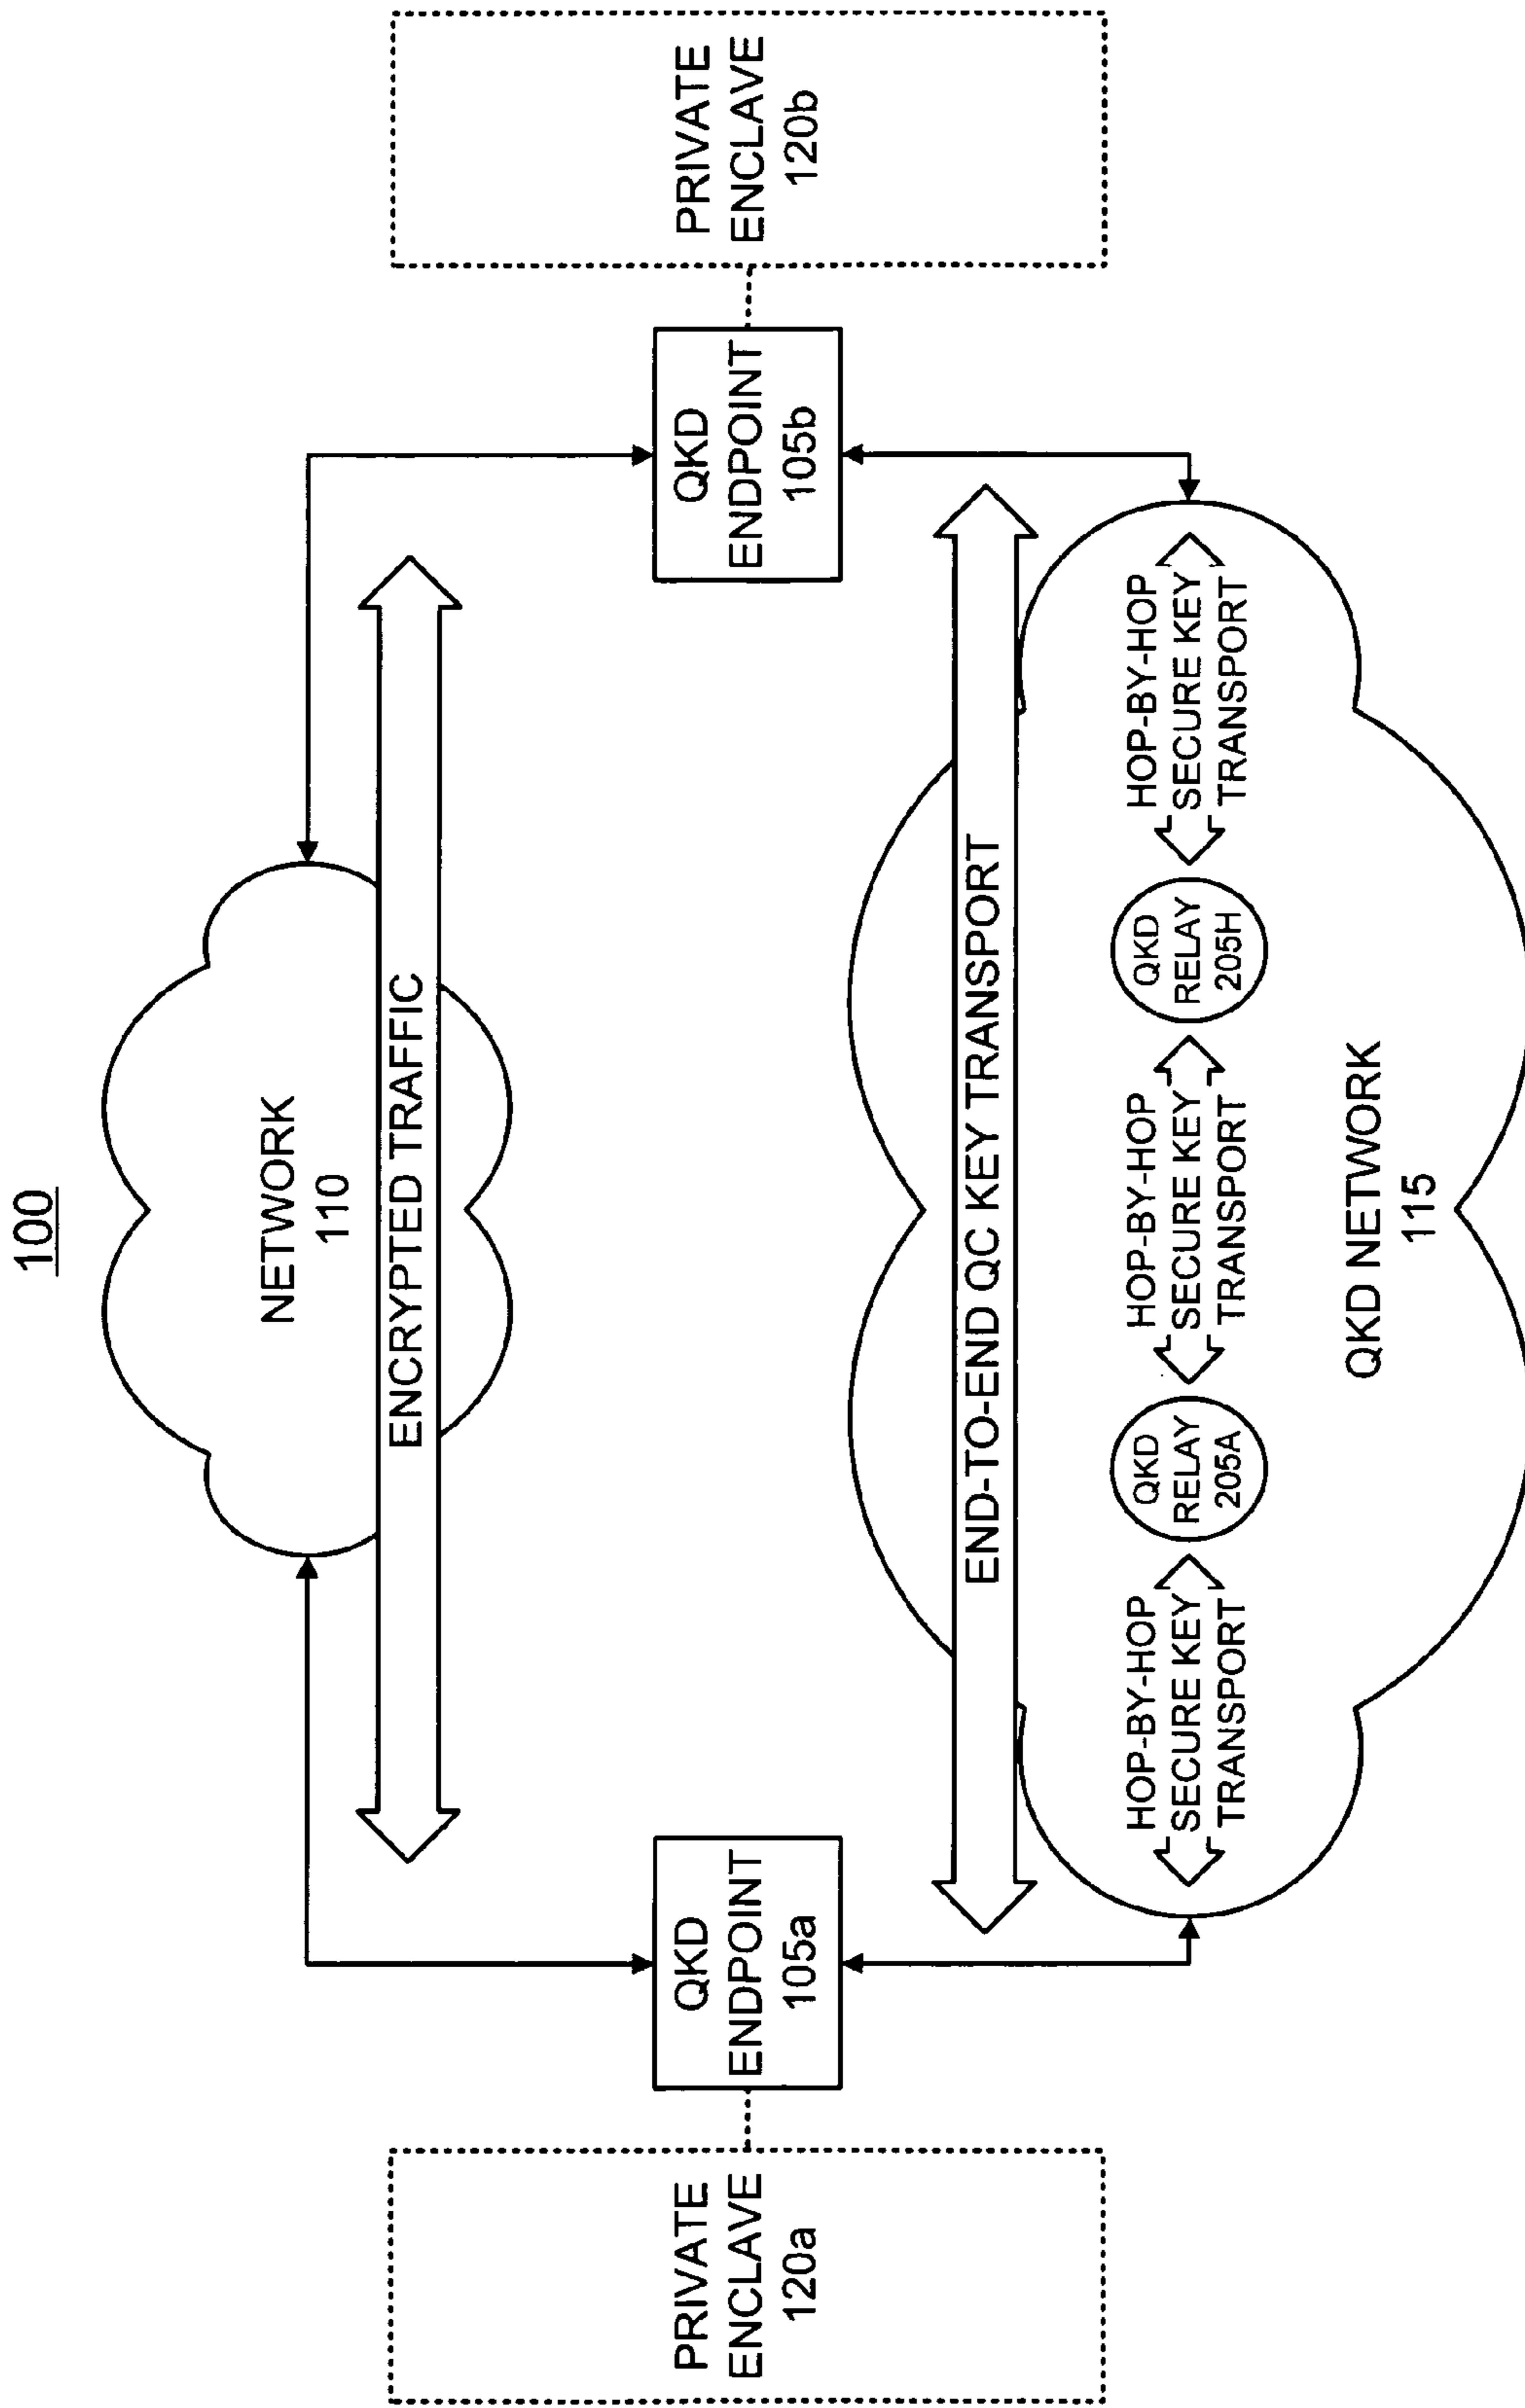 100
NETWORK
110
ENCRYPTED TRAFFIC
PRIVATE
ENCLAVE
120a
QKD
ENDPOINT
105a
QKD
ENDPOINT
105b
PRIVATE
ENCLAVE
120b
END-TO-END QC KEY TRANSPORT
HOP-BY-HOP
SECURE KEY
TRANSPORT
QKD
RELAY
205A
HOP-BY-HOP
SECURE KEY
TRANSPORT
QKD
RELAY
205H
HOP-BY-HOP
SECURE KEY
TRANSPORT
QKD NETWORK
115